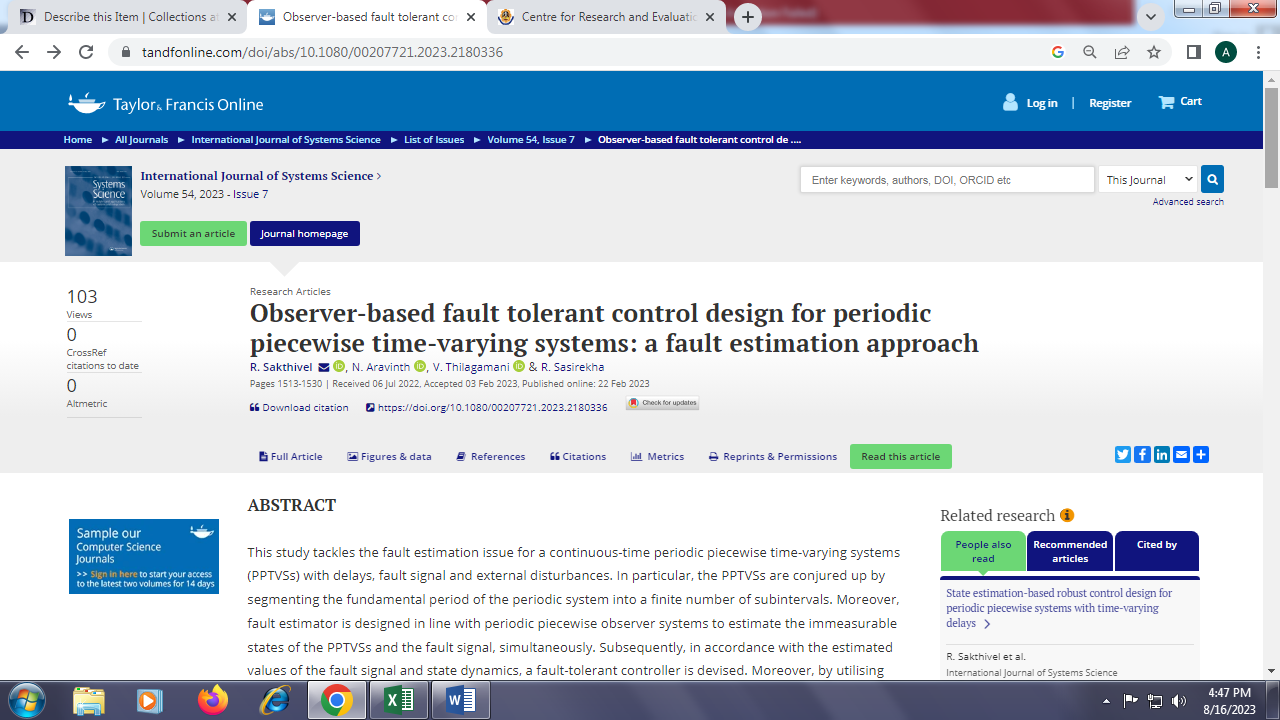 Describe this Item | Collections at
Observer-based fault tolerant co
Centre for Research and Evaluatio
tandfonline.com/doi/abs/10.1080/00207721.2023.2180336
A
Taylor & Francis Online
Log in | Register Cart
Home ► All Journals ► International Journal of Systems Science ► List of Issues ► Volume 54, Issue 7 ► Observer-based fault tolerant control de ....
Systems
Science
International Journal of Systems Science ›
Volume 54, 2023 - Issue 7
Enter keywords, authors, DOI, ORCID etc
This Journal
Advanced search
Submit an article
Journal homepage
103
Views
0
CrossRef
citations to date
0
Altmetric
Research Articles
Observer-based fault tolerant control design for periodic
piecewise time-varying systems: a fault estimation approach
R. Sakthivel , N. Aravinth , V. Thilagamani & R. Sasirekha
Pages 1513-1530 | Received 06 Jul 2022, Accepted 03 Feb 2023, Published online: 22 Feb 2023
Download citation https://doi.org/10.1080/00207721.2023.2180336 Check for updates
Full Article Figures & data References Citations Metrics Reprints & Permissions Read this article
Sample our
Computer Science
Journals
>> Sign in here to start your access
to the latest two volumes for 14 days
ABSTRACT
This study tackles the fault estimation issue for a continuous-time periodic piecewise time-varying systems
(PPTVSs) with delays, fault signal and external disturbances. In particular, the PPTVSs are conjured up by
segmenting the fundamental period of the periodic system into a finite number of subintervals. Moreover,
fault estimator is designed in line with periodic piecewise observer systems to estimate the immeasurable
states of the PPTVSs and the fault signal, simultaneously. Subsequently, in accordance with the estimated
values of the fault signal and state dynamics, a fault-tolerant controller is devised. Moreover, by utilising
Related research
People also
read
Recommended
articles
Cited by
State estimation-based robust control design for
periodic piecewise systems with time-varying
delays
R. Sakthivel et al.
International Journal of Systems Science
4:47 PM
8/16/2023